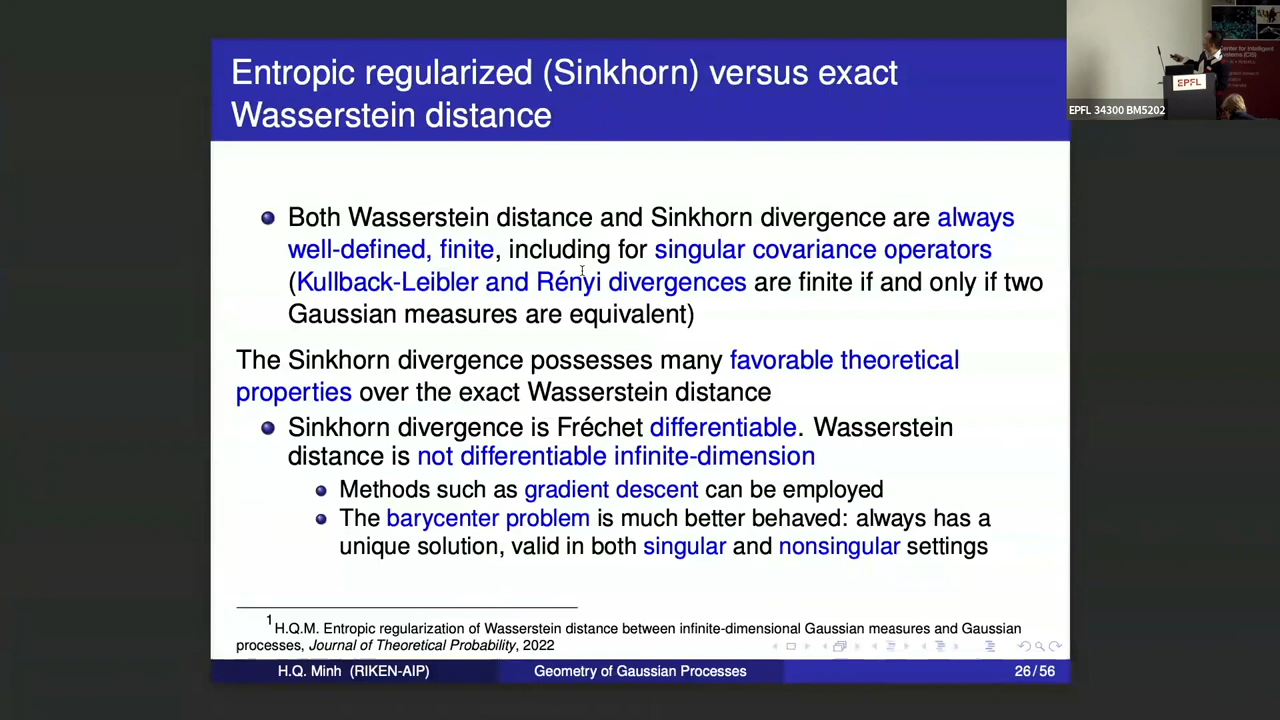 Entropic regularized (Sinkhorn) versus exact
Wasserstein distance
Both Wasserstein distance and Sinkhorn divergence are always
well-defined, finite, including for singular covariance operators
(Kullback-Leibler and Rényi divergences are finite if and only if two
Gaussian measures are equivalent)
The Sinkhorn divergence possesses many favorable theoretical
properties over the exact Wasserstein distance
Sinkhorn divergence is Fréchet differentiable. Wasserstein
distance is not differentiable infinite-dimension
Methods such as gradient descent can be employed
The barycenter problem is much better behaved: always has a
unique solution, valid in both singular and nonsingular settings
1H.Q.M. Entropic regularization of Wasserstein distance between infinite-dimensional Gaussian measures and Gaussian
processes, Journal of Theoretical Probability, 2022
H.Q. Minh (RIKEN-AIP) Geometry of Gaussian Processes 26/56
Center for Intelligent
Systems (CIS)
EPFL
EPFL 34300 BM5202